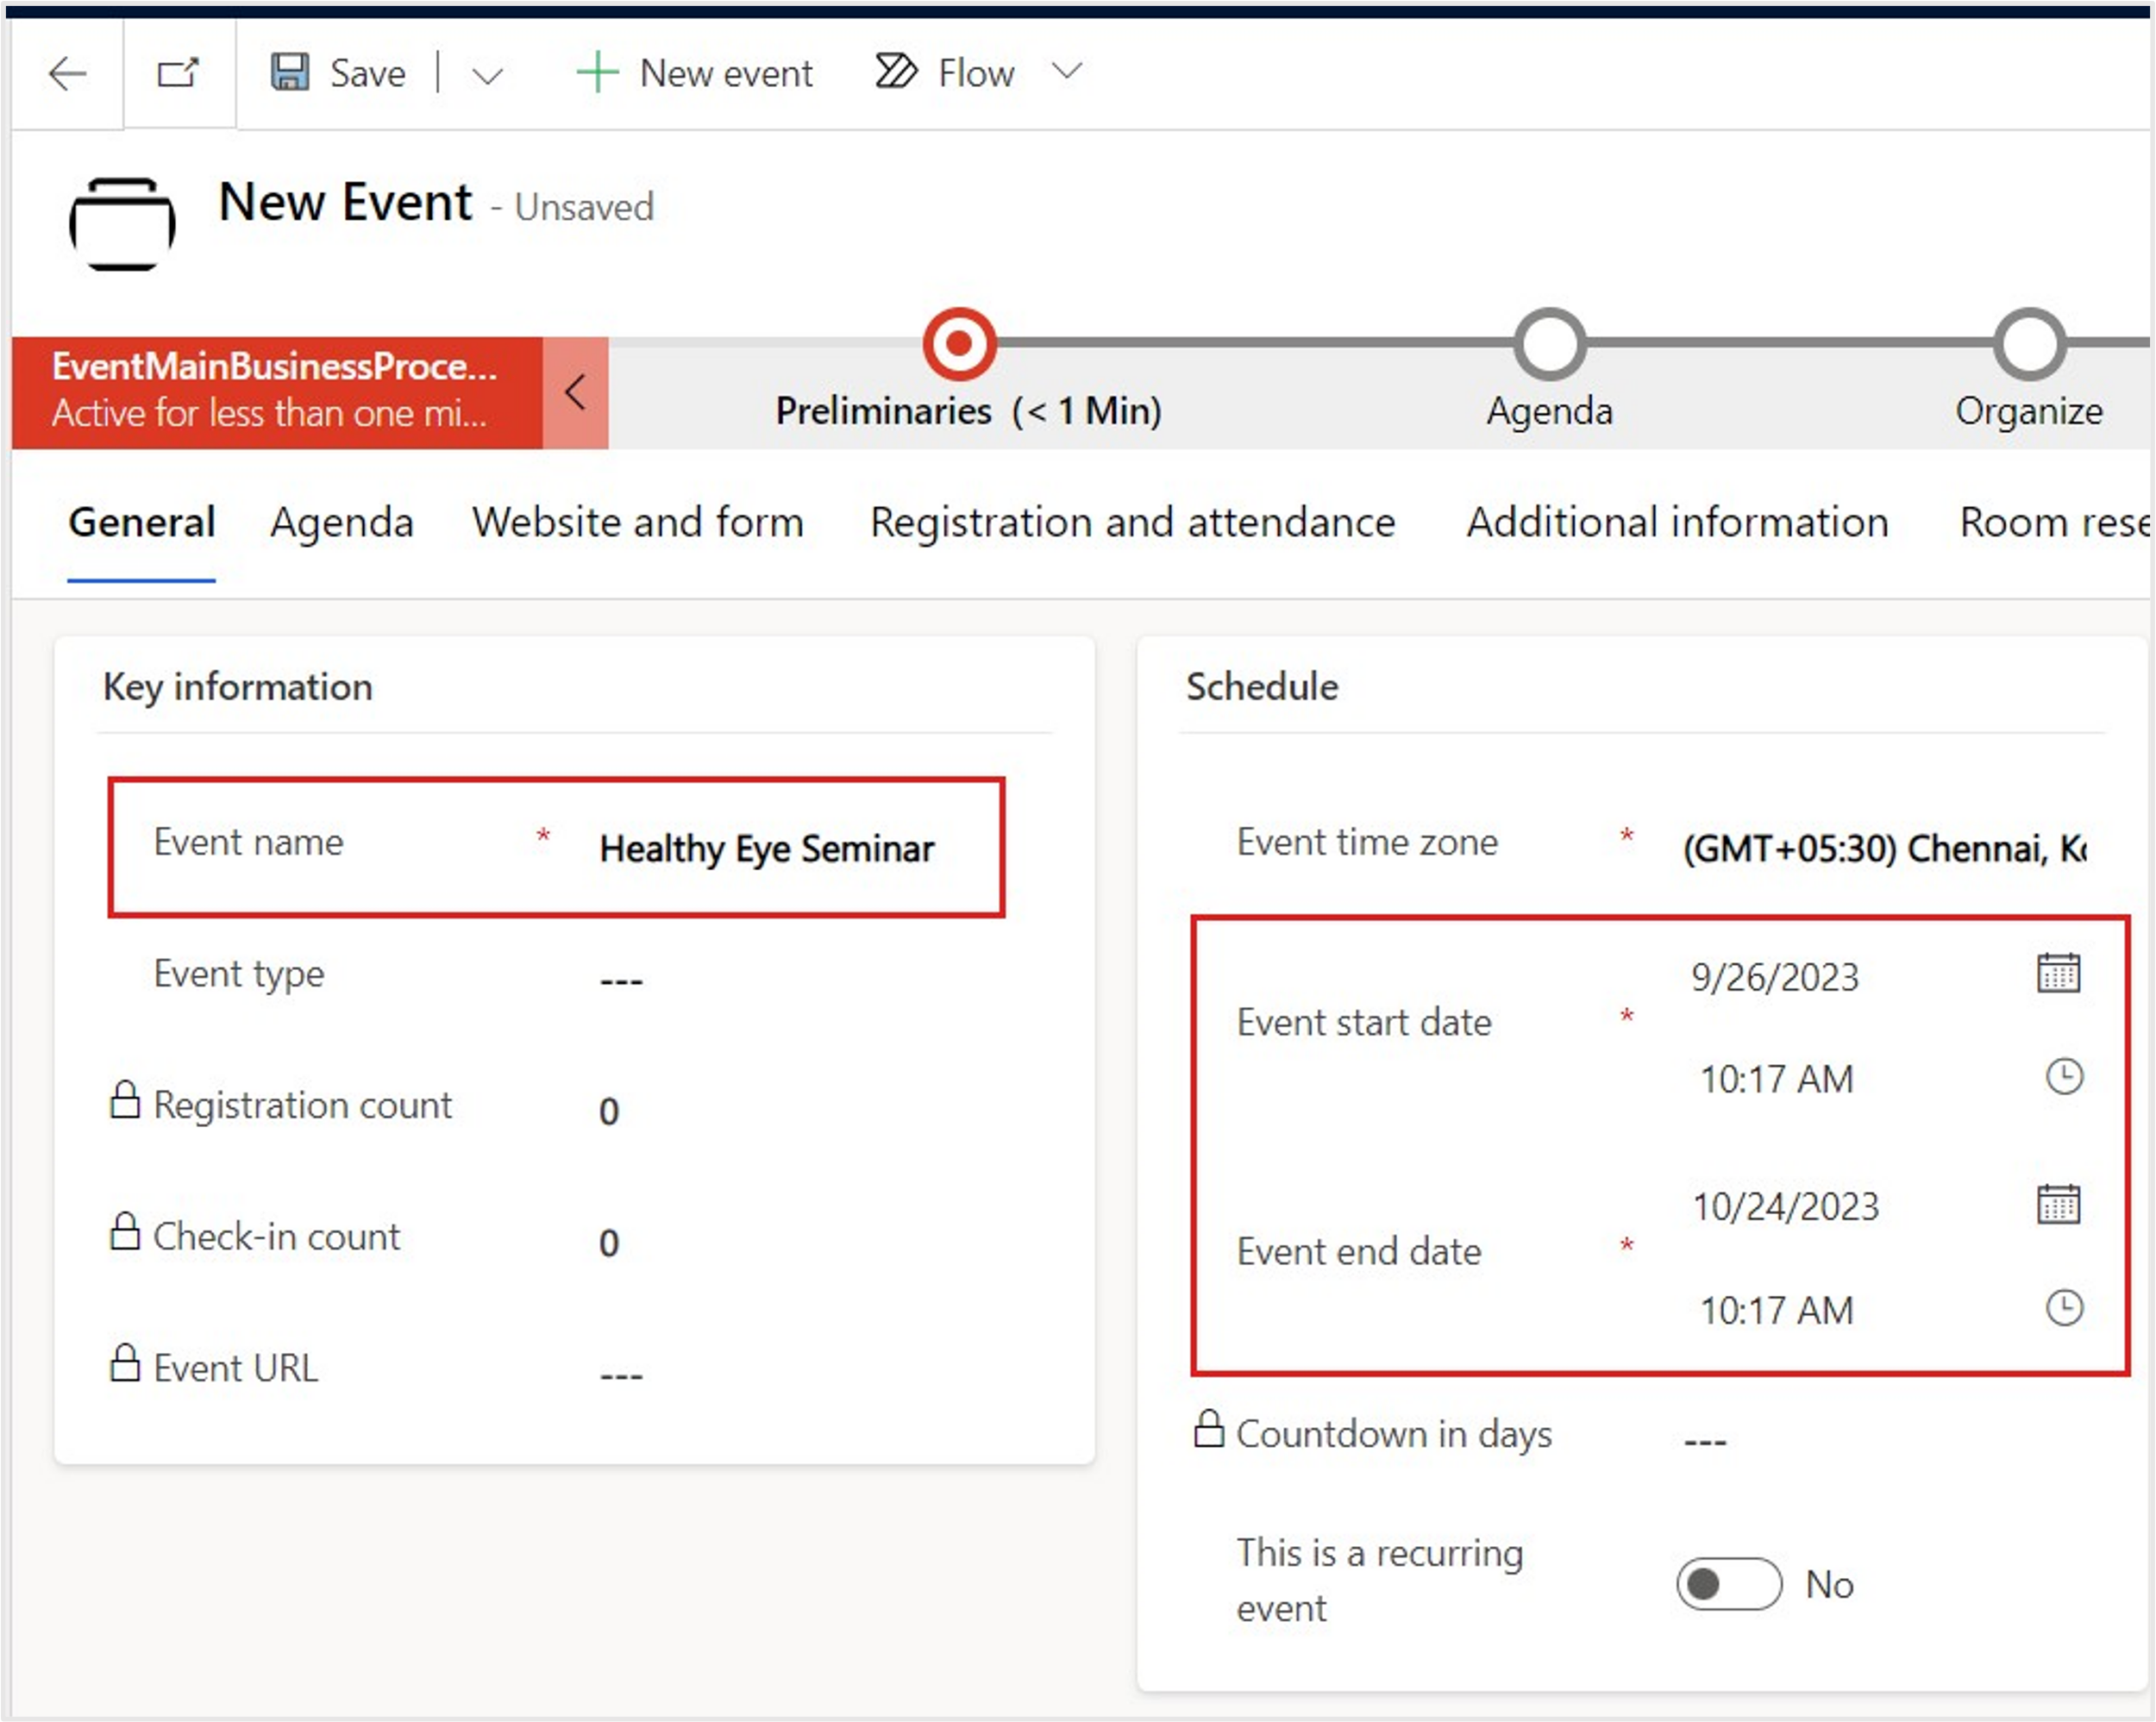 Save
New event
Flow
New Event - Unsaved
EventMainBusinessProce...
Active for less than one mi...
Preliminaries (< 1 Min)
Agenda
Organize
General
Agenda
Website and form
Registration and attendance
Additional information
Room rese
Key information
Event name * Healthy Eye Seminar
Event type ---
Registration count 0
Check-in count 0
Event URL ---
Schedule
Event time zone * (GMT+05:30) Chennai, Ko
Event start date * 9/26/2023
10:17 AM
Event end date * 10/24/2023
10:17 AM
Countdown in days ---
This is a recurring
event
No